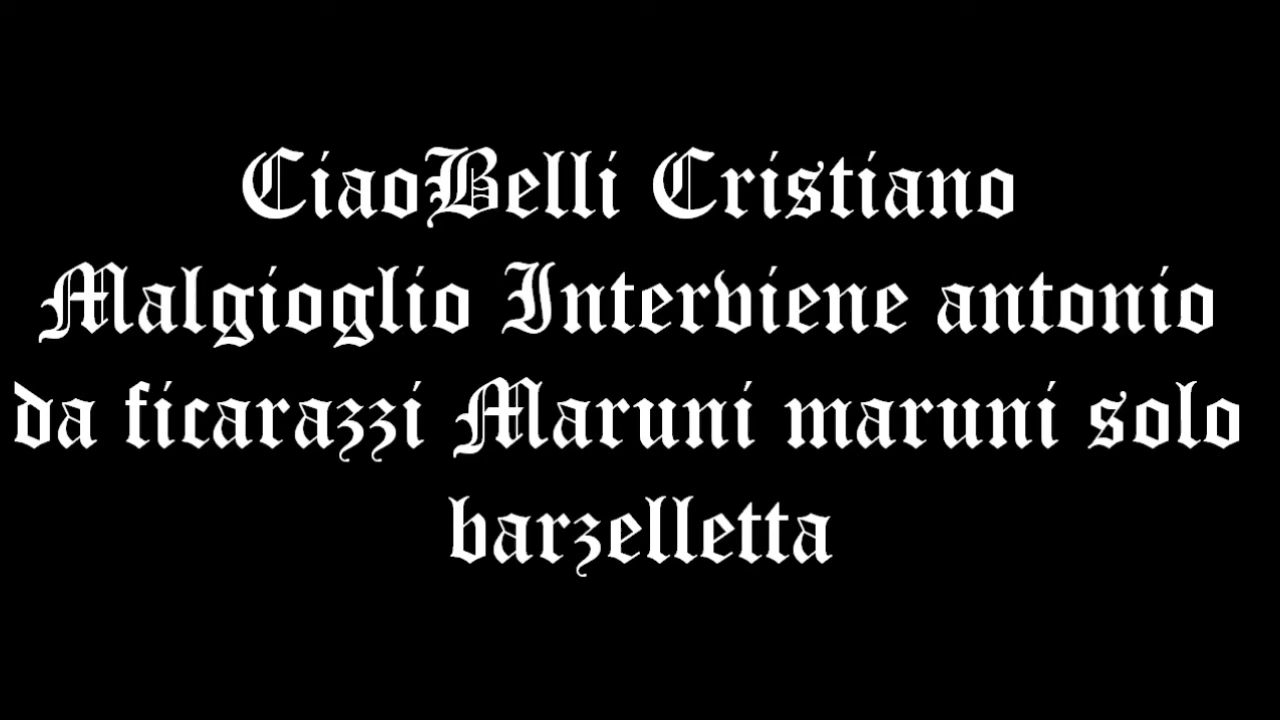 CiaoBelli Cristiano
Malgioglio Interviene antonio
da ficarazzi Maruni maruni solo
barzelletta